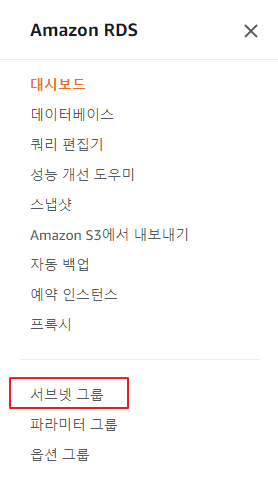 Amazon RDS
대시보드
데이터베이스
쿼리 편집기
성능 개선 도우미
스냅샷
Amazon S3에서 내보내기
자동 백업
예약 인스턴스
프록시
서브넷 그룹
파라미터 그룹
옵션 그룹